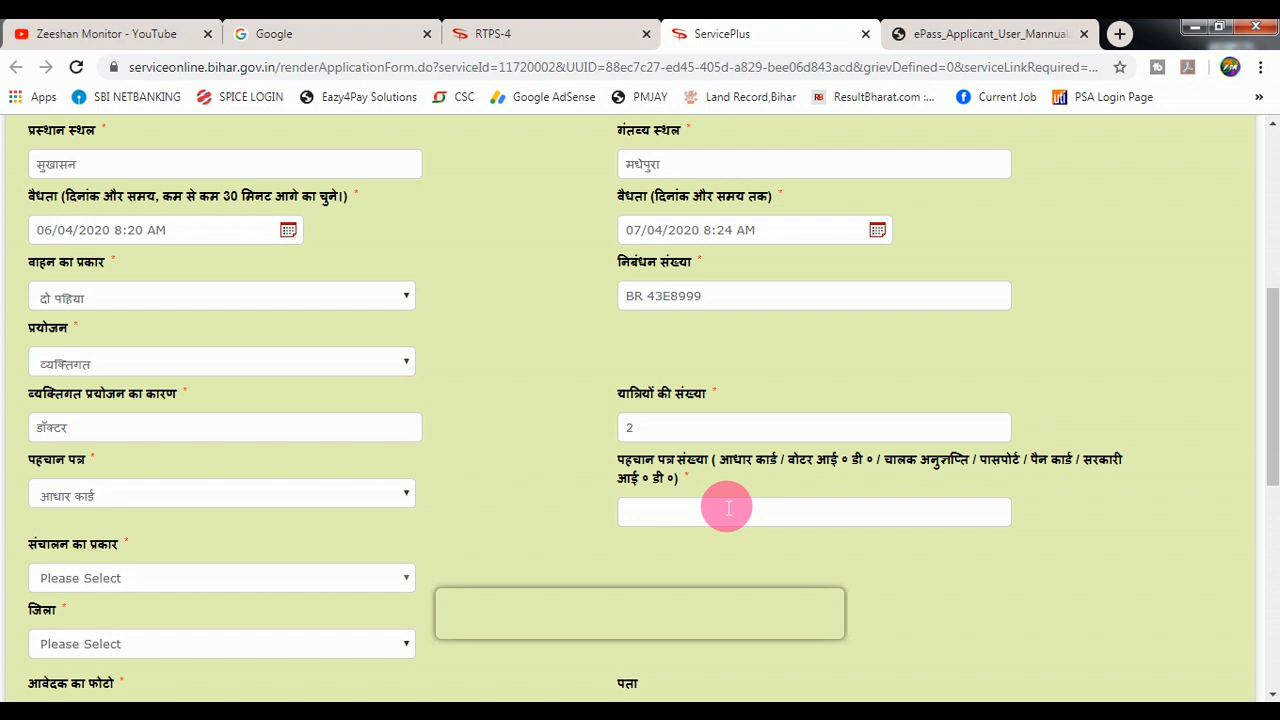 Zeeshan Monitor - YouTube
Google
RTPS-4
ServicePlus
ePass_Applicant_User_Mannual
serviceonline.bihar.gov.in/renderApplicationForm.do?serviceId=11720001&UUID=88ec7c27-ed45-405d-a829-bee06d843acd&grievDefined=0&serviceLinkRequired=...
Apps SBI NETBANKING SPICE LOGIN Eazy4Pay Solutions CSC Google AdSense PMJAY Land Record,Bihar ResultBharat.com :... Current Job PSA Login Page »
प्रस्थान स्थल * गंतव्य स्थल *
सुखासन मधेपुरा
वैधता (दिनांक और समय, कम से कम 30 मिनट आगे का चुने।) * वैधता (दिनांक और समय तक) *
06/04/2020 8:20 AM 07/04/2020 8:24 AM
वाहन का प्रकार * निबंधन संख्या *
दो पहिया BR 43E8999
प्रयोजन *
व्यक्तिगत
व्यक्तिगत प्रयोजन का कारण * यात्रियों की संख्या *
डॉक्टर 2
पहचान पत्र * पहचान पत्र संख्या ( आधार कार्ड / वोटर आई ० डी ० / चालक अनुज्ञप्ति / पासपोर्ट / पैन कार्ड / सरकारी
आई ० डी ०) *
आधार कार्ड
संचालन का प्रकार *
Please Select
जिला *
Please Select
आवेदक का फोटो * पता